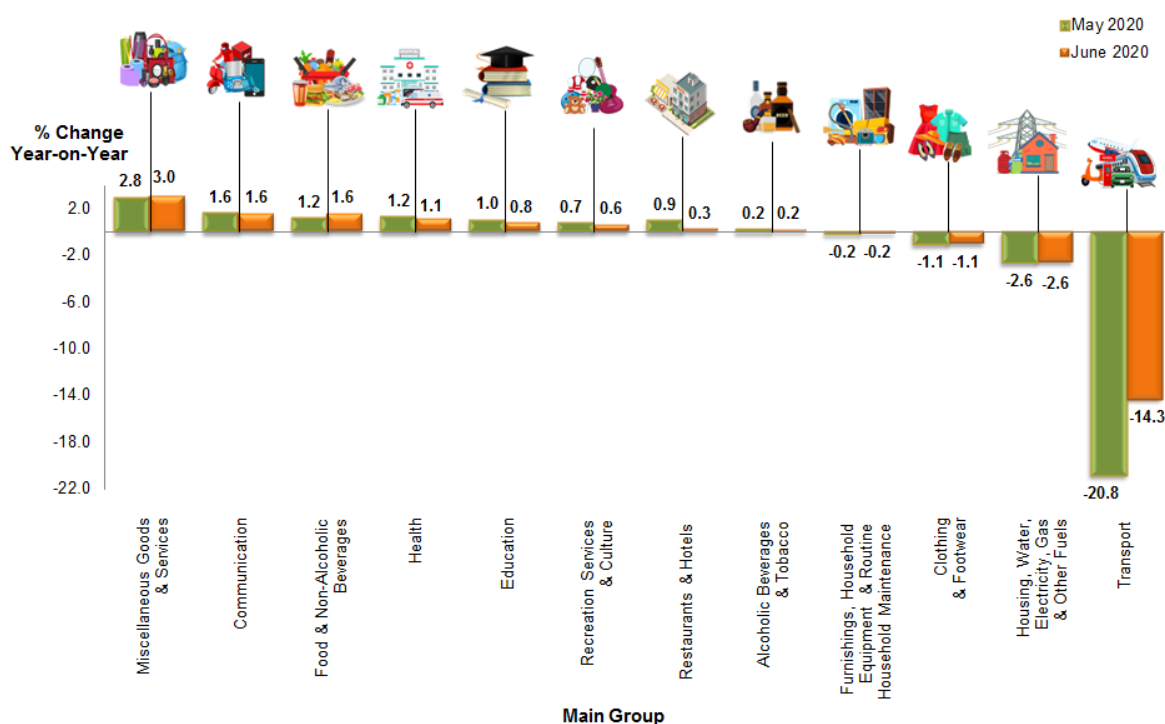 May 2020
June 2020
% Change
Year-on-Year
2.8 3.0
1.6 1.6
1.2 1.6
1.2 1.1
1.0 0.8
0.7 0.6
0.9 0.3
0.2 0.2
-0.2 -0.2
-1.1 -1.1
-2.6 -2.6
-20.8
-14.3
2.0
-2.0
-6.0
-10.0
-14.0
-18.0
-22.0
Miscellaneous Goods
& Services
Communication
Food & Non-Alcoholic
Beverages
Health
Education
Recreation Services
& Culture
Restaurants & Hotels
Alcoholic Beverages
& Tobacco
Furnishings, Household
Equipment & Routine
Household Maintenance
Clothing
& Footwear
Housing, Water,
Electricity, Gas
& Other Fuels
Transport
Main Group